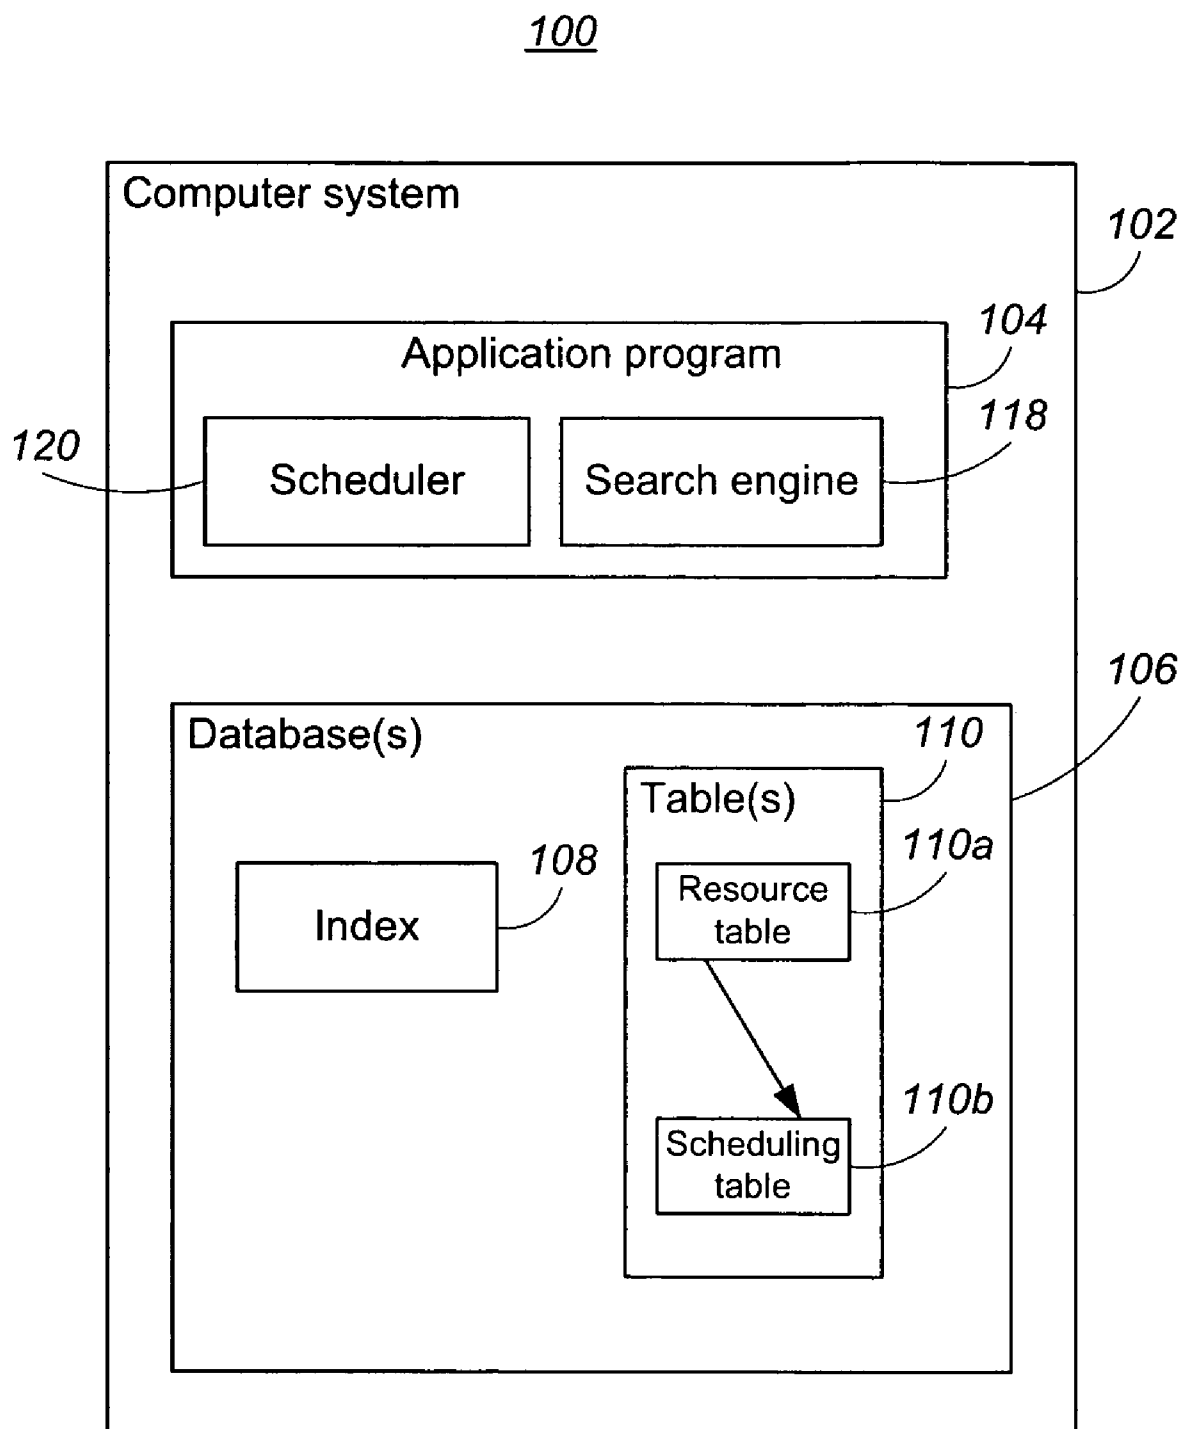 100
Computer system
102
104
Application program
118
120
Scheduler
Search engine
106
Database(s)
110
Table(s)
110a
108
Resource
table
Index
110b
Scheduling
table